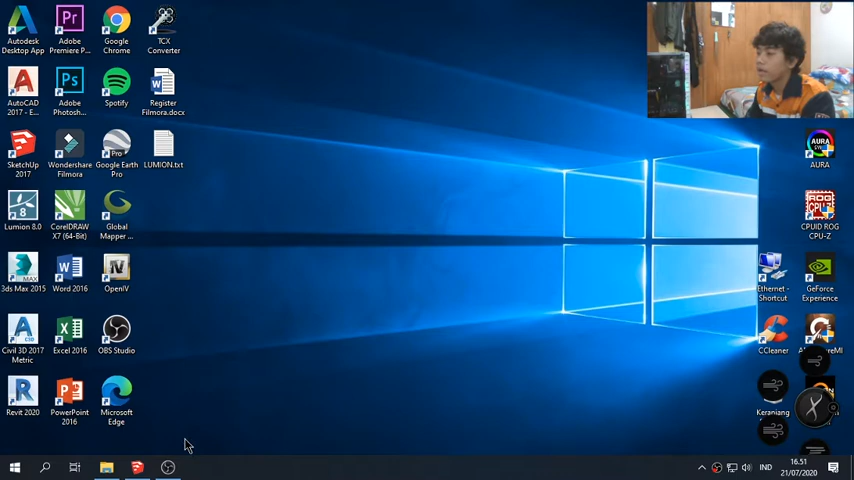 Autodesk
Desktop App
Adobe
Premiere P...
Google
Chrome
TCX
Converter
AutoCAD
2017 - E...
Adobe
Photosh...
Spotify
Register
Filmora.docx
SketchUp
2017
Wondershare
Filmora
Google Earth
Pro
LUMION.txt
AURA
Lumion 8.0
CorelDRAW
X7 (64-Bit)
Global
Mapper ...
CPUID ROG
CPU-Z
3ds Max 2015
Word 2016
OpenIV
Ethernet -
Shortcut
GeForce
Experience
Civil 3D 2017
Metric
Excel 2016
OBS Studio
CCleaner
Revit 2020
PowerPoint
2016
Microsoft
Edge
Keranjang
IND
16.51
21/07/2020